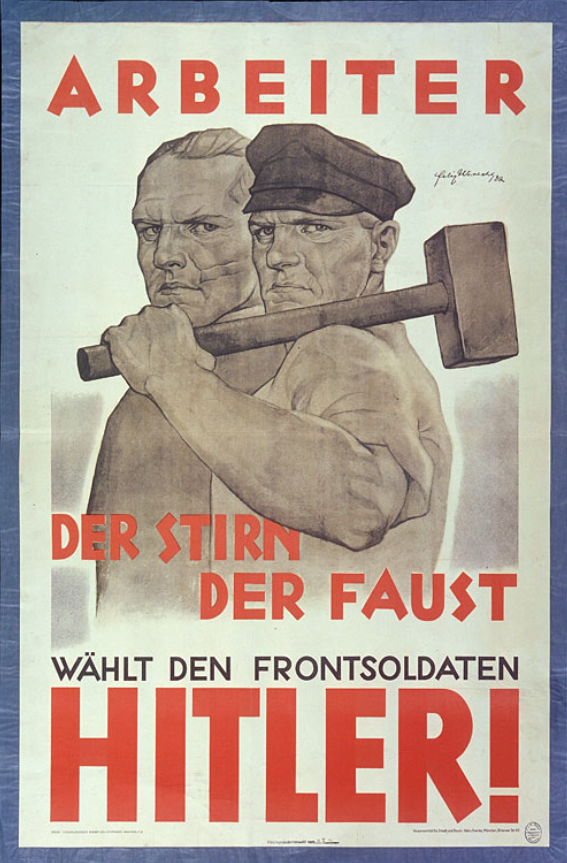 ARBEITER
DER STIRN
DER FAUST
WÄHLT DEN FRONTSOLDATEN
HITLER!